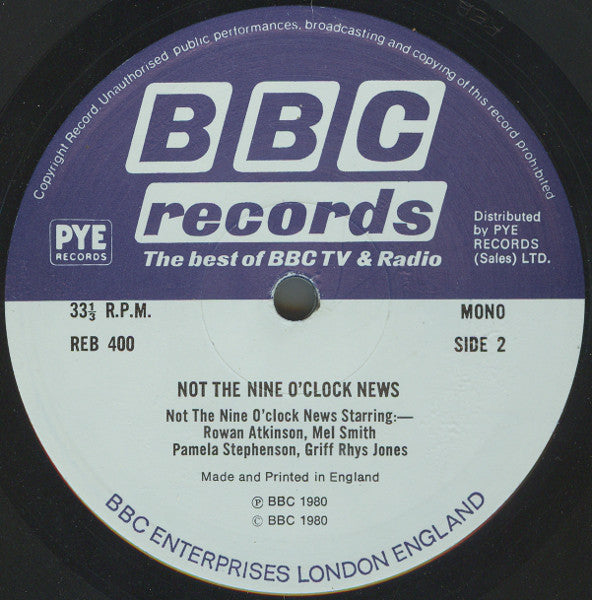 Copyright Record. Unauthorised public performances, broadcasting and copying of this record prohibited
BBC
records
The best of BBC TV & Radio
PYE
RECORDS
Distributed
by PYE
RECORDS
(Sales) LTD.
33⅓ R.P.M.
MONO
REB 400
SIDE 2
NOT THE NINE O'CLOCK NEWS
Not The Nine O'clock News Starring:—
Rowan Atkinson, Mel Smith
Pamela Stephenson, Griff Rhys Jones
Made and Printed in England
℗ BBC 1980
© BBC 1980
BBC ENTERPRISES LONDON ENGLAND